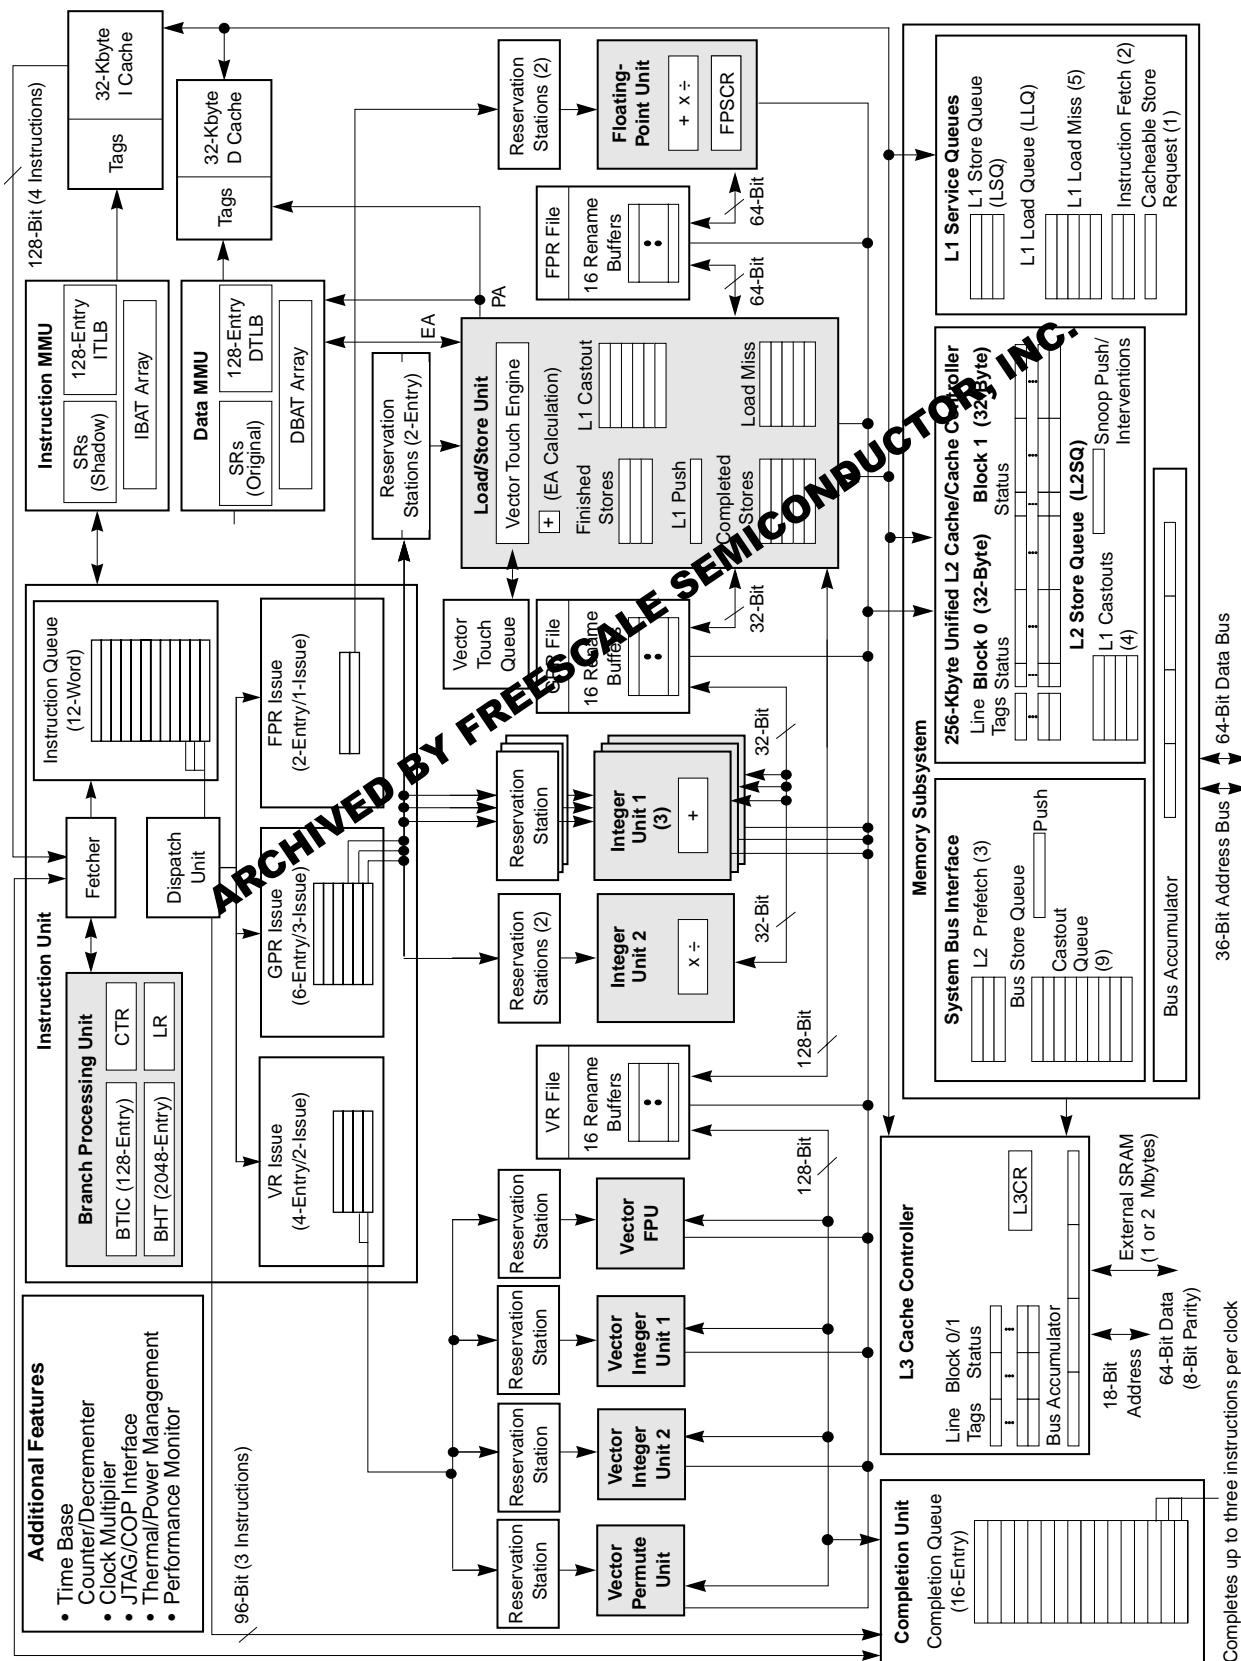 Additional Features
• Time Base
Counter/Decrementer
• Clock Multiplier
• JTAG/COP Interface
• Thermal/Power Management
• Performance Monitor
Instruction Unit
Branch Processing Unit
BTIC (128-Entry)
CTR
BHT (2048-Entry)
LR
Fetcher
Instruction Queue
(12-Word)
Dispatch
Unit
96-Bit (3 Instructions)
VR Issue
(4-Entry/2-Issue)
GPR Issue
(6-Entry/3-Issue)
FPR Issue
(2-Entry/1-Issue)
Instruction MMU
SRs
(Shadow)
128-Entry
ITLB
IBAT Array
Data MMU
SRs
(Original)
128-Entry
DTLB
DBAT Array
128-Bit (4 Instructions)
Tags
32-Kbyte
I Cache
Tags
32-Kbyte
D Cache
EA
PA
Reservation
Station
Reservation
Station
Reservation
Station
Reservation
Station
Reservation
Stations (2)
Reservation
Station
Reservation
Stations (2-Entry)
Reservation
Stations (2)
Vector
Permute
Unit
Vector
Integer
Unit 2
Vector
Integer
Unit 1
Vector
FPU
VR File
16 Rename
Buffers
128-Bit
128-Bit
Integer
Unit 2
x ÷
Integer
Unit 1
(3)
+
32-Bit
32-Bit
32-Bit
Vector
Touch
Queue
GPR File
16 Rename
Buffers
Load/Store Unit
Vector Touch Engine
+
(EA Calculation)
Finished
Stores
L1 Castout
L1 Push
Completed
Stores
Load Miss
FPR File
16 Rename
Buffers
64-Bit
64-Bit
Floating-
Point Unit
+ x ÷
FPSCR
Completion Unit
Completion Queue
(16-Entry)
Completes up to three instructions per clock
L3 Cache Controller
Line
Tags
Block 0/1
Status
L3CR
Bus Accumulator
18-Bit
Address
64-Bit Data
(8-Bit Parity)
External SRAM
(1 or 2 Mbytes)
Memory Subsystem
System Bus Interface
L2 Prefetch (3)
Bus Store Queue
Castout
Queue
(9)
Push
Bus Accumulator
256-Kbyte Unified L2 Cache/Cache Controller
Line
Tags
Block 0 (32-Byte)
Status
Block 1 (32-Byte)
Status
L2 Store Queue (L2SQ)
L1 Castouts
(4)
Snoop Push/
Interventions
L1 Service Queues
L1 Store Queue
(LSQ)
L1 Load Queue (LLQ)
L1 Load Miss (5)
Instruction Fetch (2)
Cacheable Store
Request (1)
36-Bit Address Bus
64-Bit Data Bus
ARCHIVED BY FREESCALE SEMICONDUCTOR, INC.